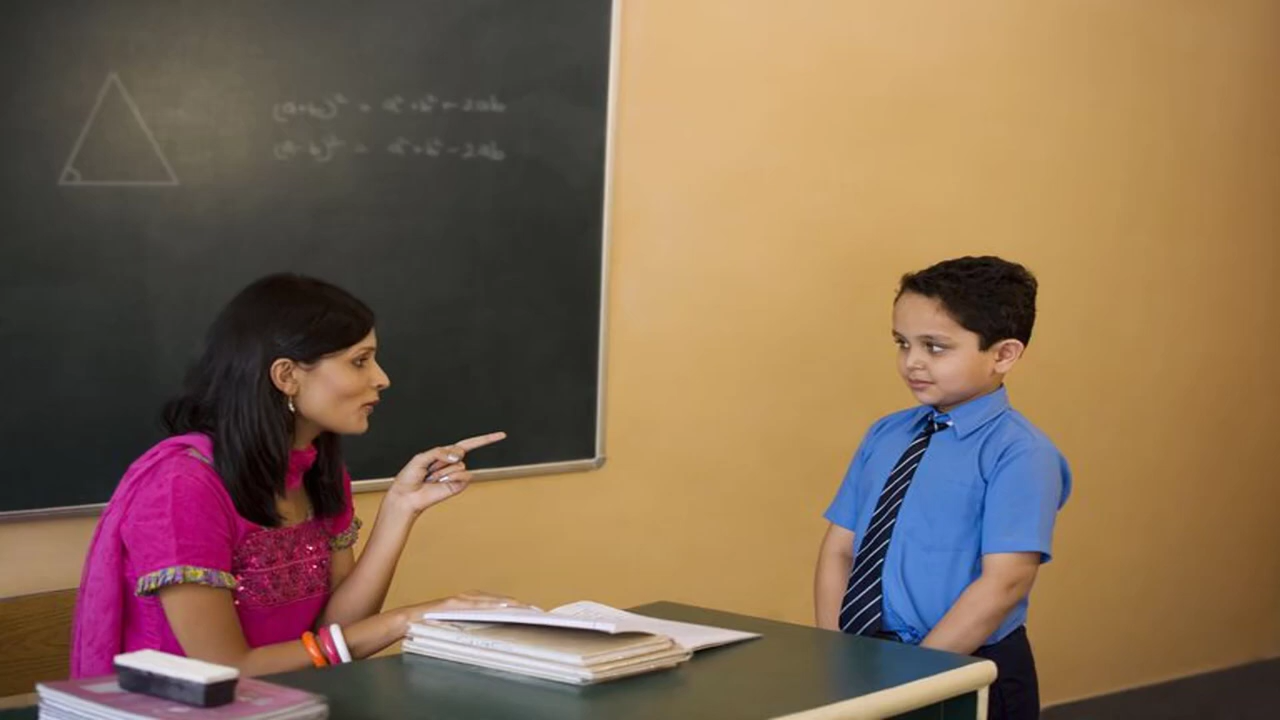 (a+b)² = a²+b²+2ab
(a-b)² = a²+b²-2ab